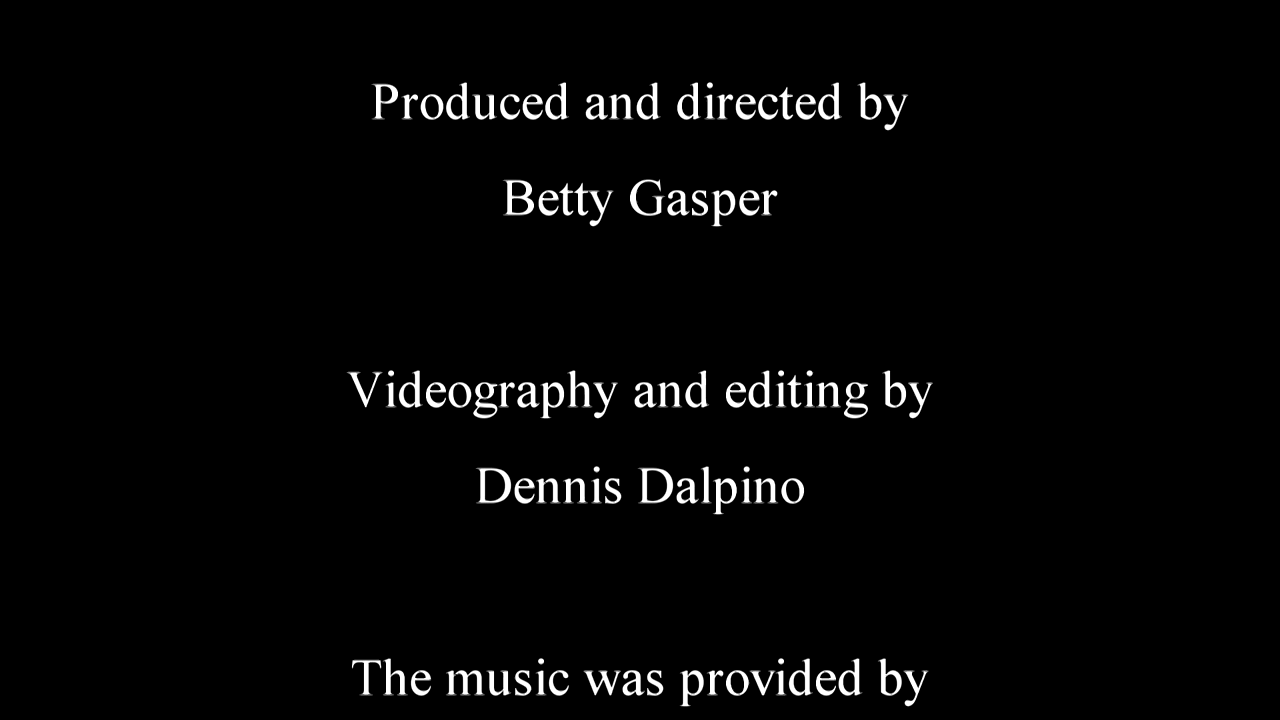 Produced and directed by
Betty Gasper
Videography and editing by
Dennis Dalpino
The music was provided by